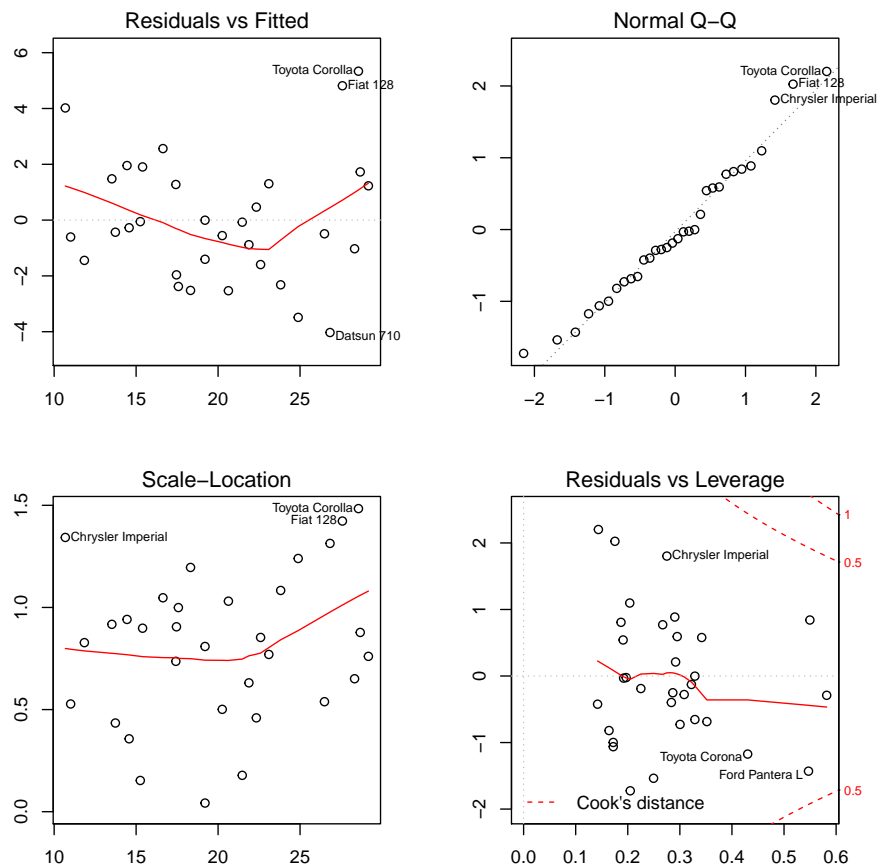 Residuals vs Fitted
6
4
2
0
−2
−4
10
15
20
25
Toyota Corolla
Fiat 128
Datsun 710
Normal Q−Q
2
1
0
−1
−2
−1
0
1
2
Toyota Corolla
Fiat 128
Chrysler Imperial
Scale−Location
1.5
1.0
0.5
0.0
10
15
20
25
Toyota Corolla
Fiat 128
Chrysler Imperial
Residuals vs Leverage
2
1
0
−1
−2
0.0
0.1
0.2
0.3
0.4
0.5
0.6
1
0.5
0.5
Chrysler Imperial
Toyota Corona
Ford Pantera L
Cook's distance